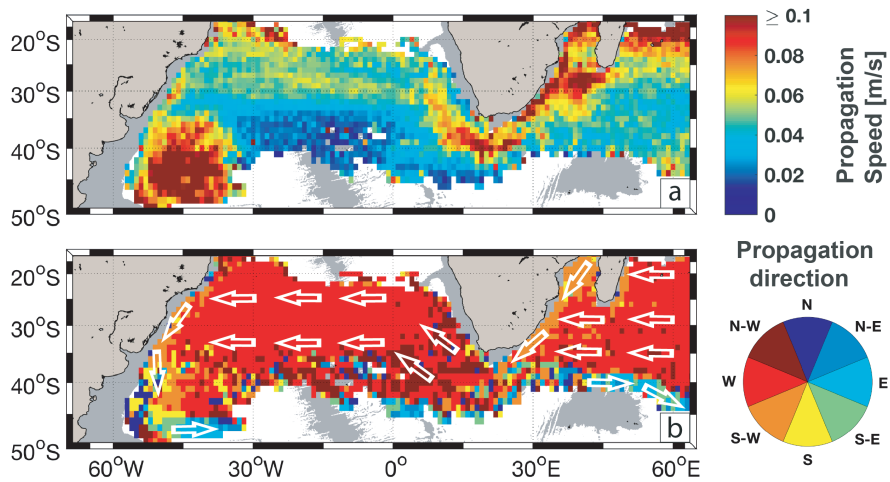 20°S
30°S
40°S
50°S
a
≥ 0.1
0.08
0.06
0.04
0.02
0
Propagation
Speed [m/s]
20°S
30°S
40°S
50°S
b
60°W
30°W
0°
30°E
60°E
Propagation
direction
N
N-W
N-E
W
E
S-W
S-E
S